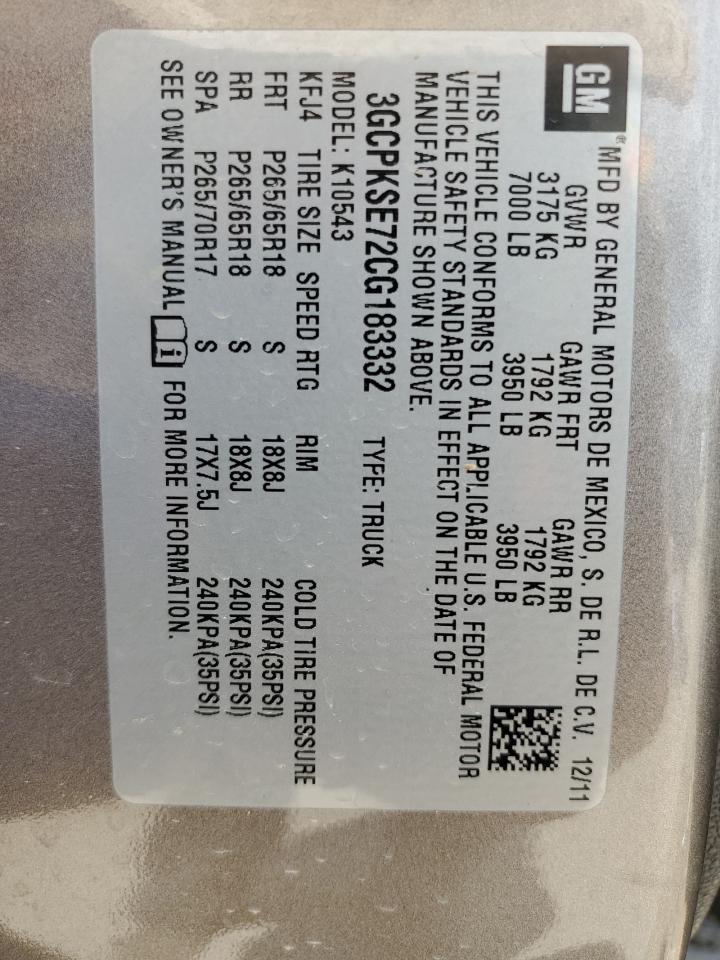 GM®
MFD BY GENERAL MOTORS DE MEXICO, S. DE R.L. DE C.V. 12/11
GVWR GAWR FRT GAWR RR
3175 KG 1792 KG 1792 KG
7000 LB 3950 LB 3950 LB
THIS VEHICLE CONFORMS TO ALL APPLICABLE U.S. FEDERAL MOTOR
VEHICLE SAFETY STANDARDS IN EFFECT ON THE DATE OF
MANUFACTURE SHOWN ABOVE.
3GCPKSE72CG183332 TYPE: TRUCK
MODEL: K10543
KFJ4 TIRE SIZE SPEED RTG RIM COLD TIRE PRESSURE
FRT P265/65R18 S 18X8J 240KPA(35PSI)
RR P265/65R18 S 18X8J 240KPA(35PSI)
SPA P265/70R17 S 17X7.5J 240KPA(35PSI)
SEE OWNER'S MANUAL i FOR MORE INFORMATION.